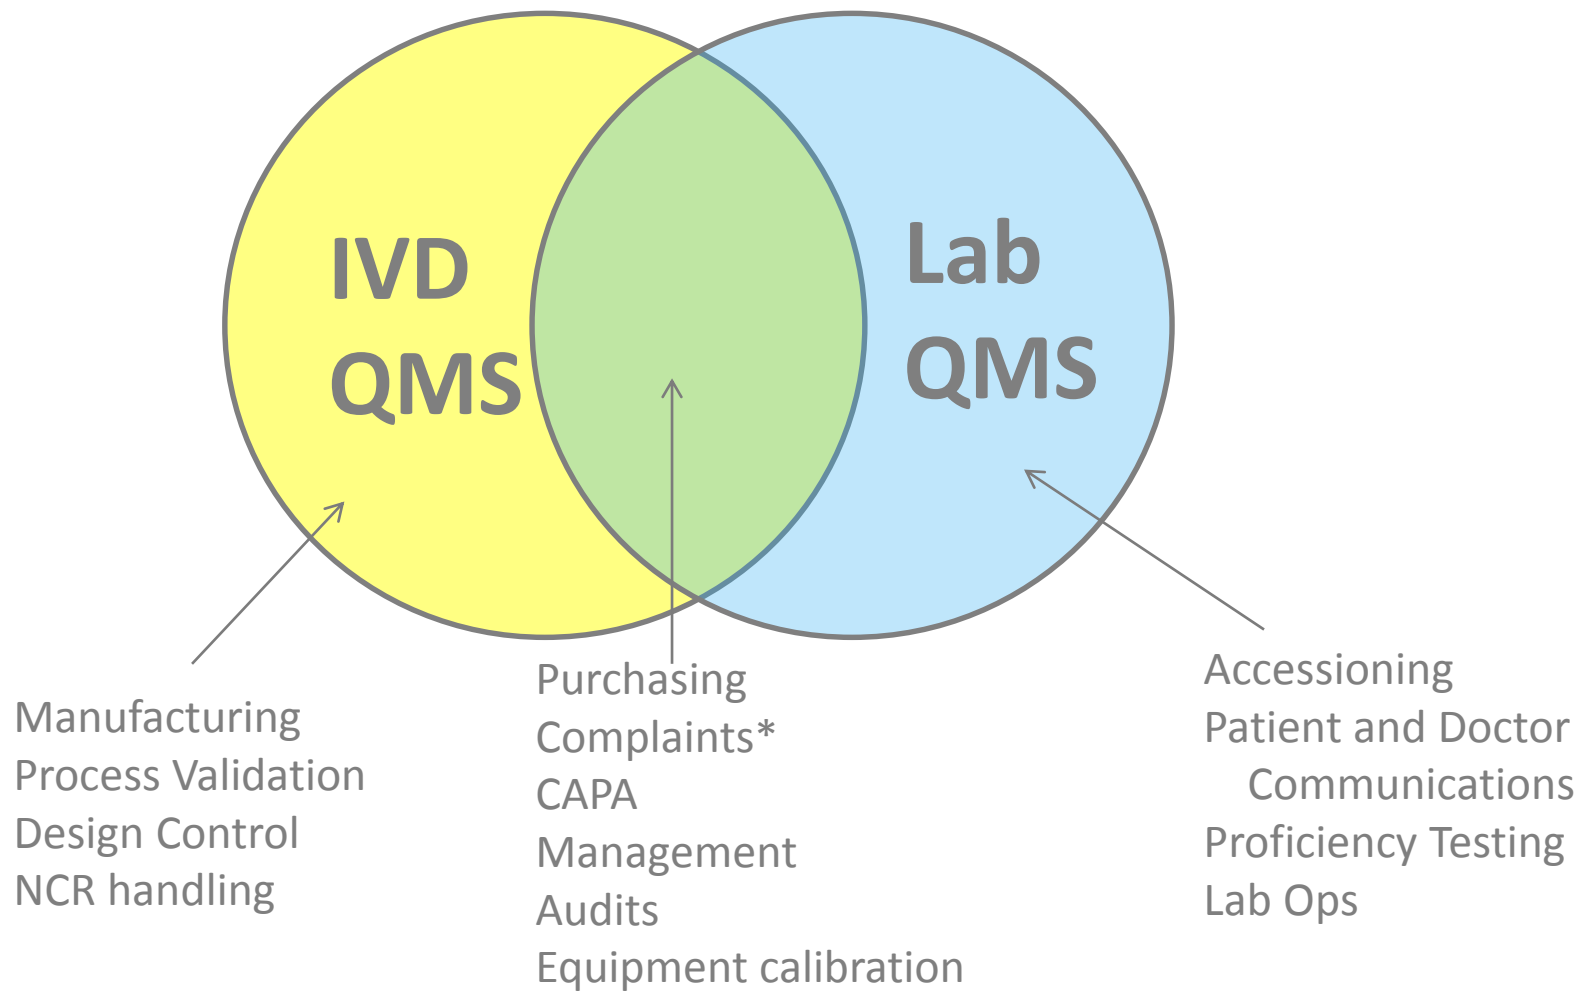 IVD
QMS
Lab
QMS
Manufacturing
Process Validation
Design Control
NCR handling
Purchasing
Complaints*
CAPA
Management
Audits
Equipment calibration
Accessioning
Patient and Doctor
Communications
Proficiency Testing
Lab Ops